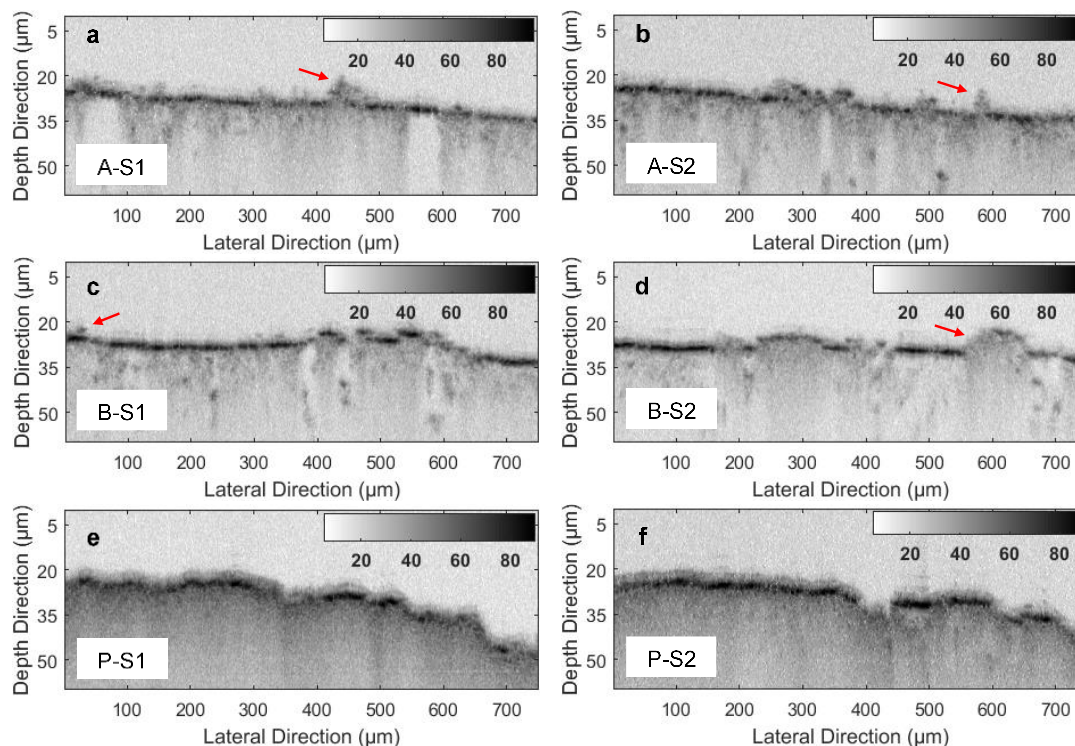 a
20 40 60 80
5
20
35
50
Depth Direction (µm)
A-S1
100 200 300 400 500 600 700
Lateral Direction (µm)
b
20 40 60 80
5
20
35
50
Depth Direction (µm)
A-S2
100 200 300 400 500 600 700
Lateral Direction (µm)
c
20 40 60 80
5
20
35
50
Depth Direction (µm)
B-S1
100 200 300 400 500 600 700
Lateral Direction (µm)
d
20 40 60 80
5
20
35
50
Depth Direction (µm)
B-S2
100 200 300 400 500 600 700
Lateral Direction (µm)
e
20 40 60 80
5
20
35
50
Depth Direction (µm)
P-S1
100 200 300 400 500 600 700
Lateral Direction (µm)
f
20 40 60 80
5
20
35
50
Depth Direction (µm)
P-S2
100 200 300 400 500 600 700
Lateral Direction (µm)